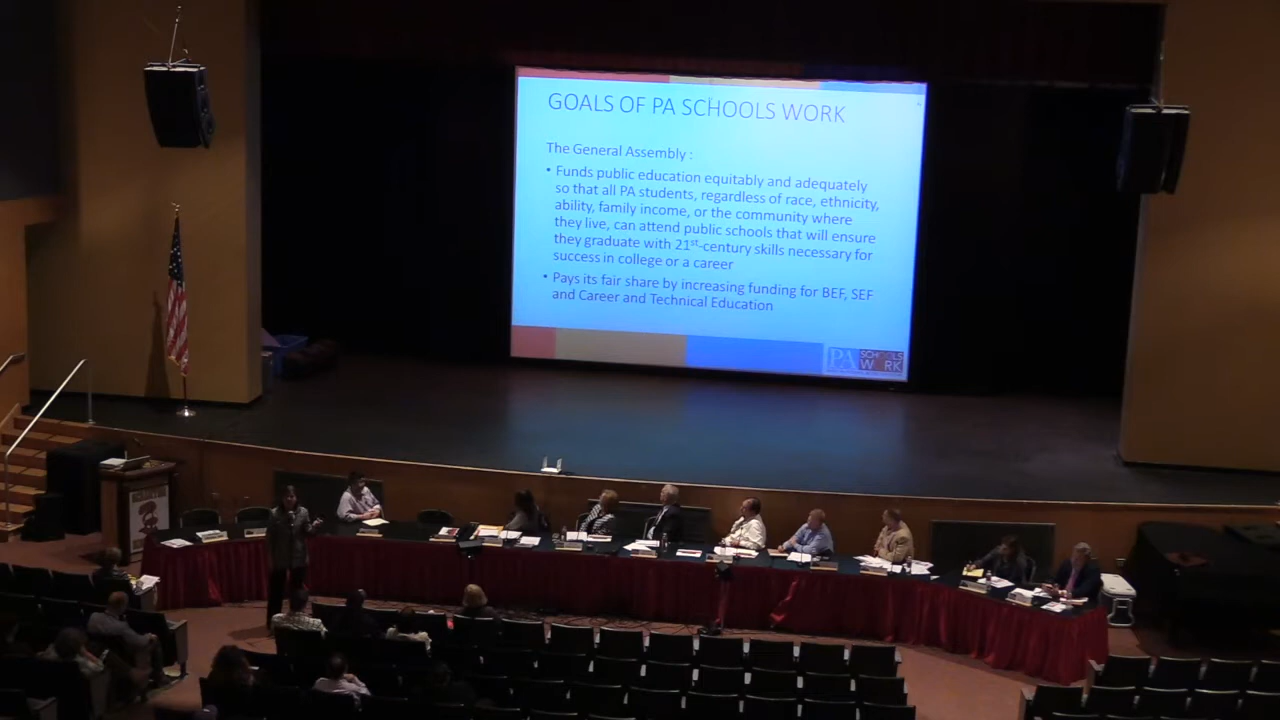 GOALS OF PA SCHOOLS WORK
The General Assembly :
• Funds public education equitably and adequately
so that all PA students, regardless of race, ethnicity,
ability, family income, or the community where
they live, can attend public schools that will ensure
they graduate with 21st-century skills necessary for
success in college or a career
• Pays its fair share by increasing funding for BEF, SEF
and Career and Technical Education
PA SCHOOLS
WORK